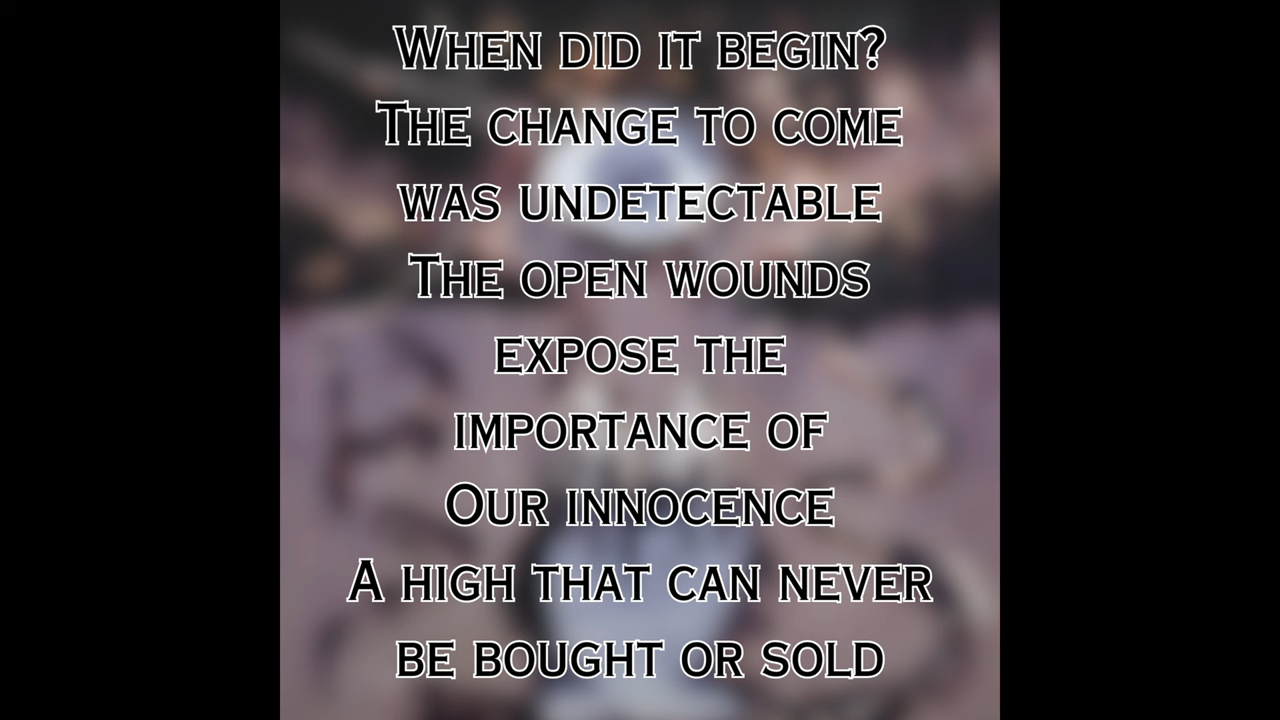 When did it begin?
The change to come
was undetectable
The open wounds
expose the
importance of
Our innocence
A high that can never
be bought or sold